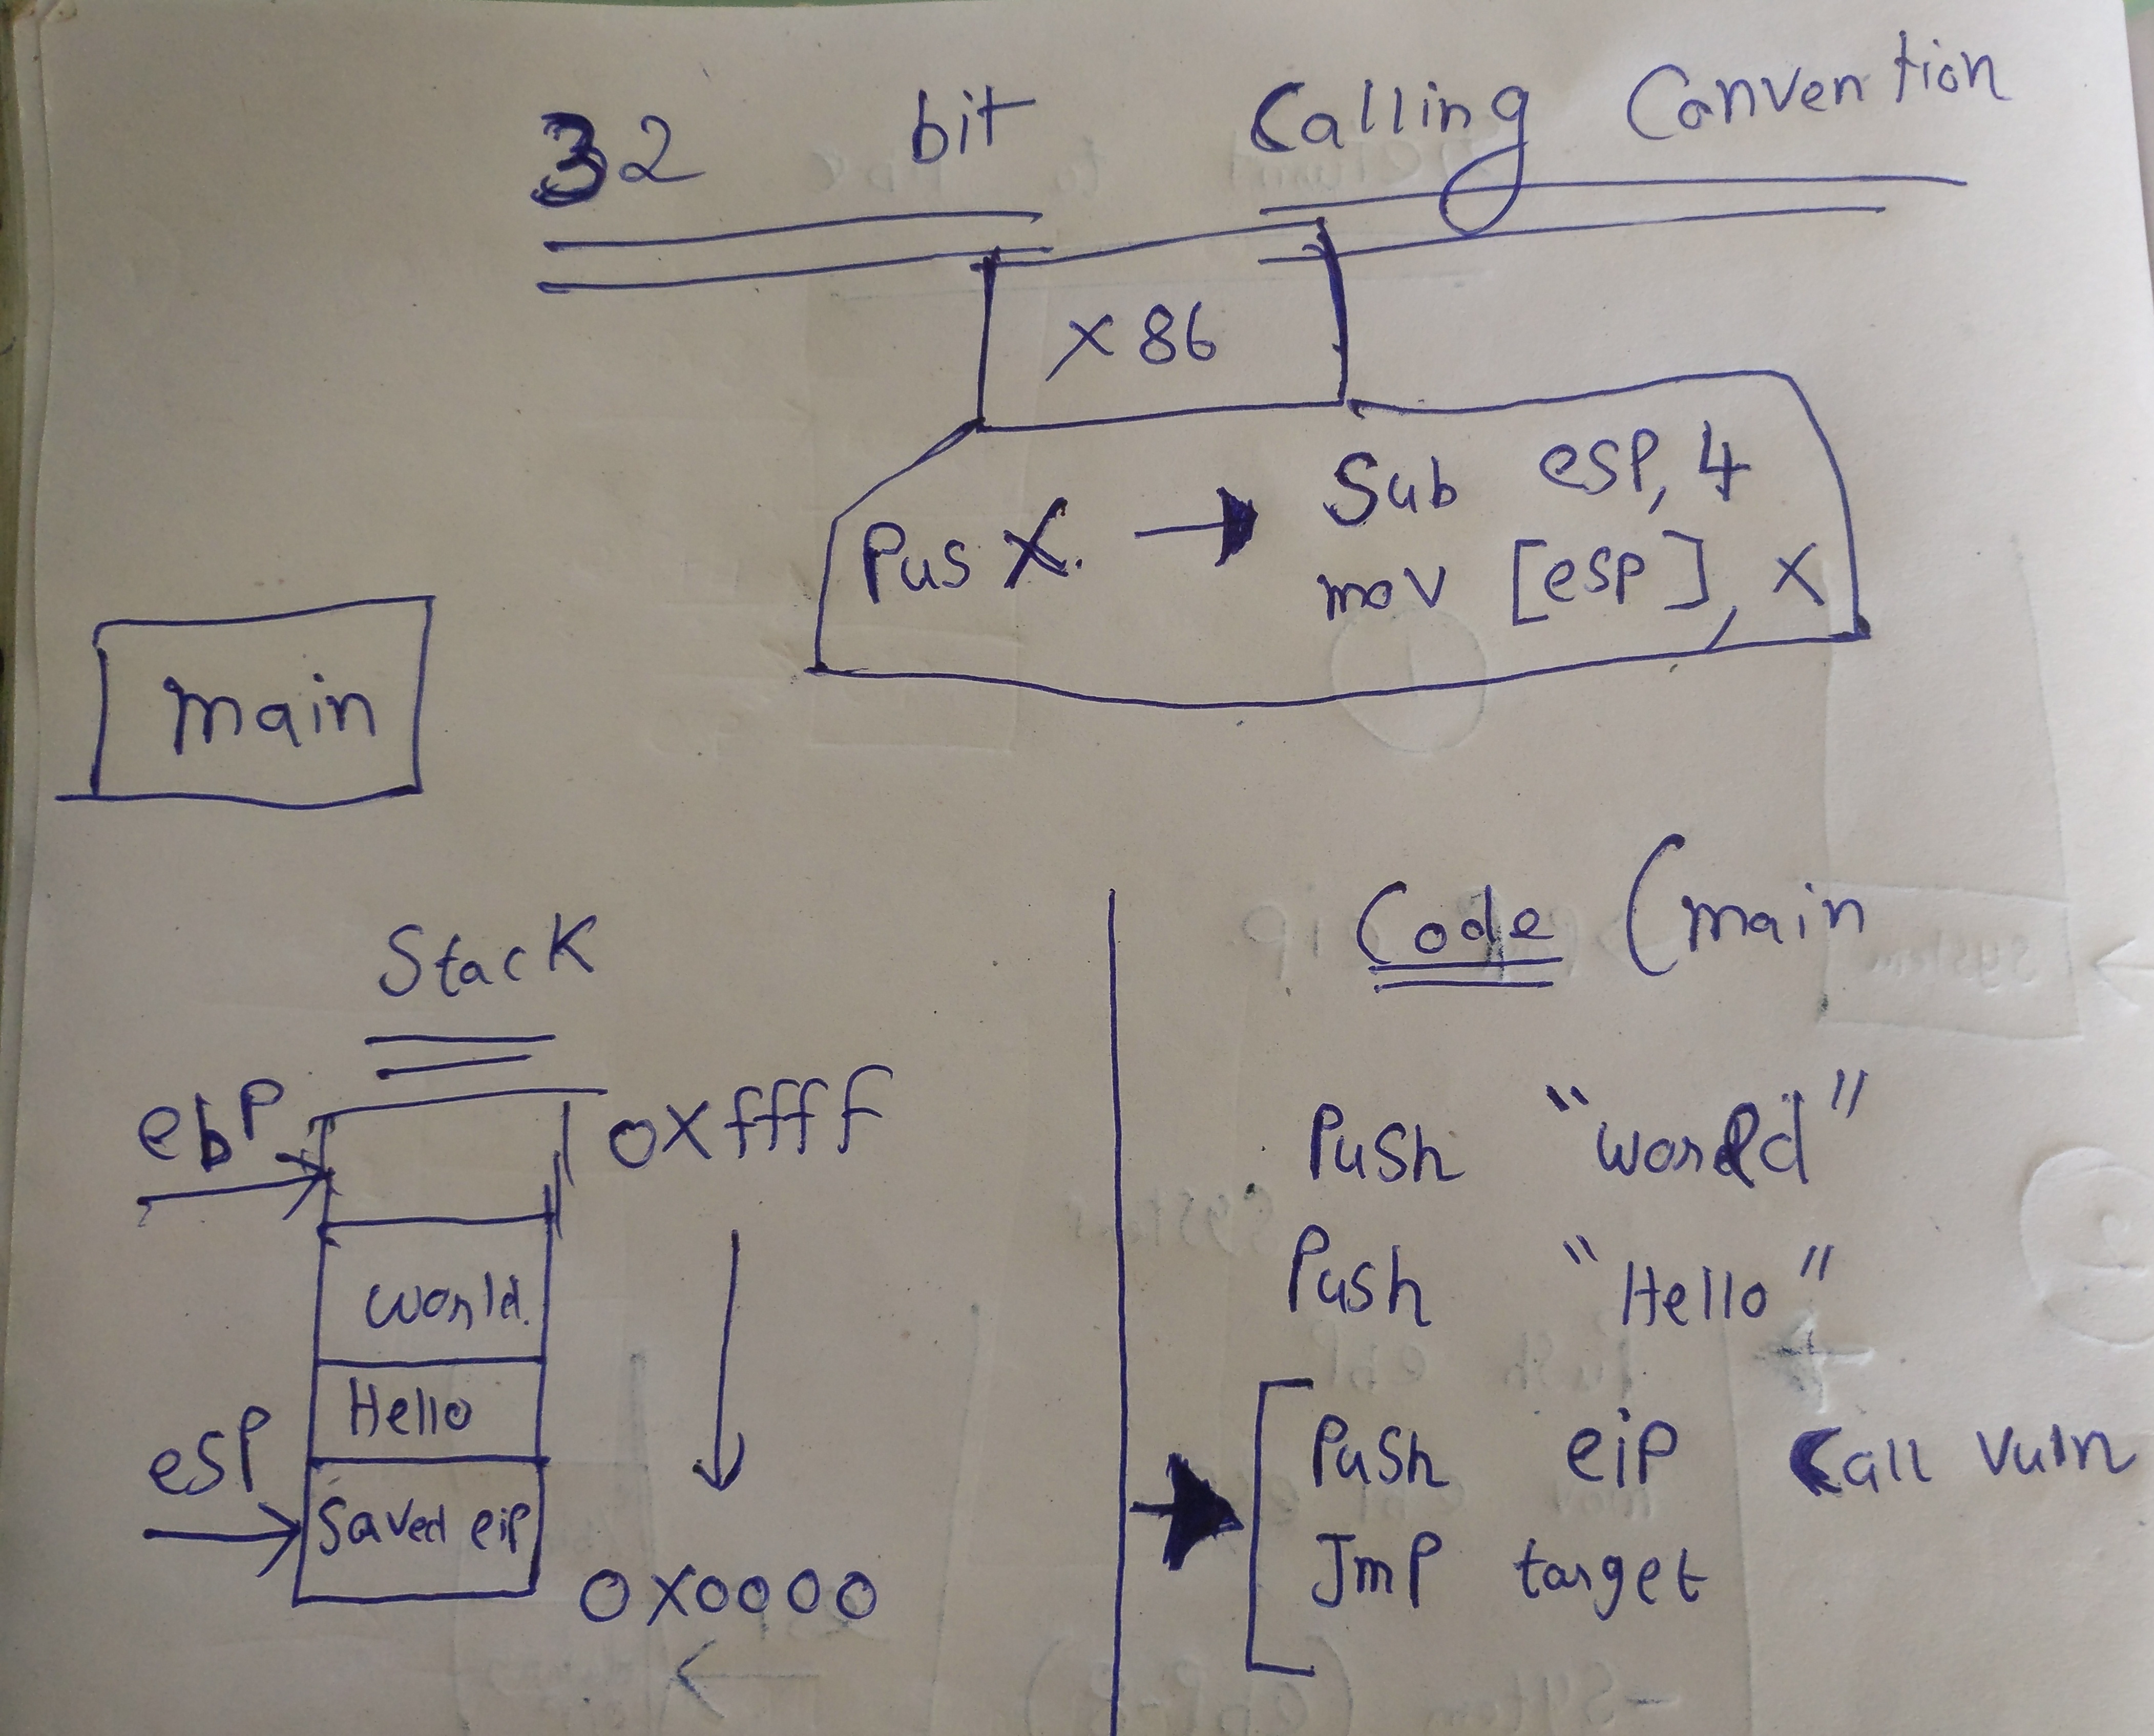 32 bit Calling Convention
x86
Pus X. → Sub esp, 4
mov [esp], X
main
Stack
ebp
0xffff
world.
Hello
esp
Saved eip
0x0000
Code (main
Push "world"
Push "Hello"
Push eip Call vuln
Jmp target